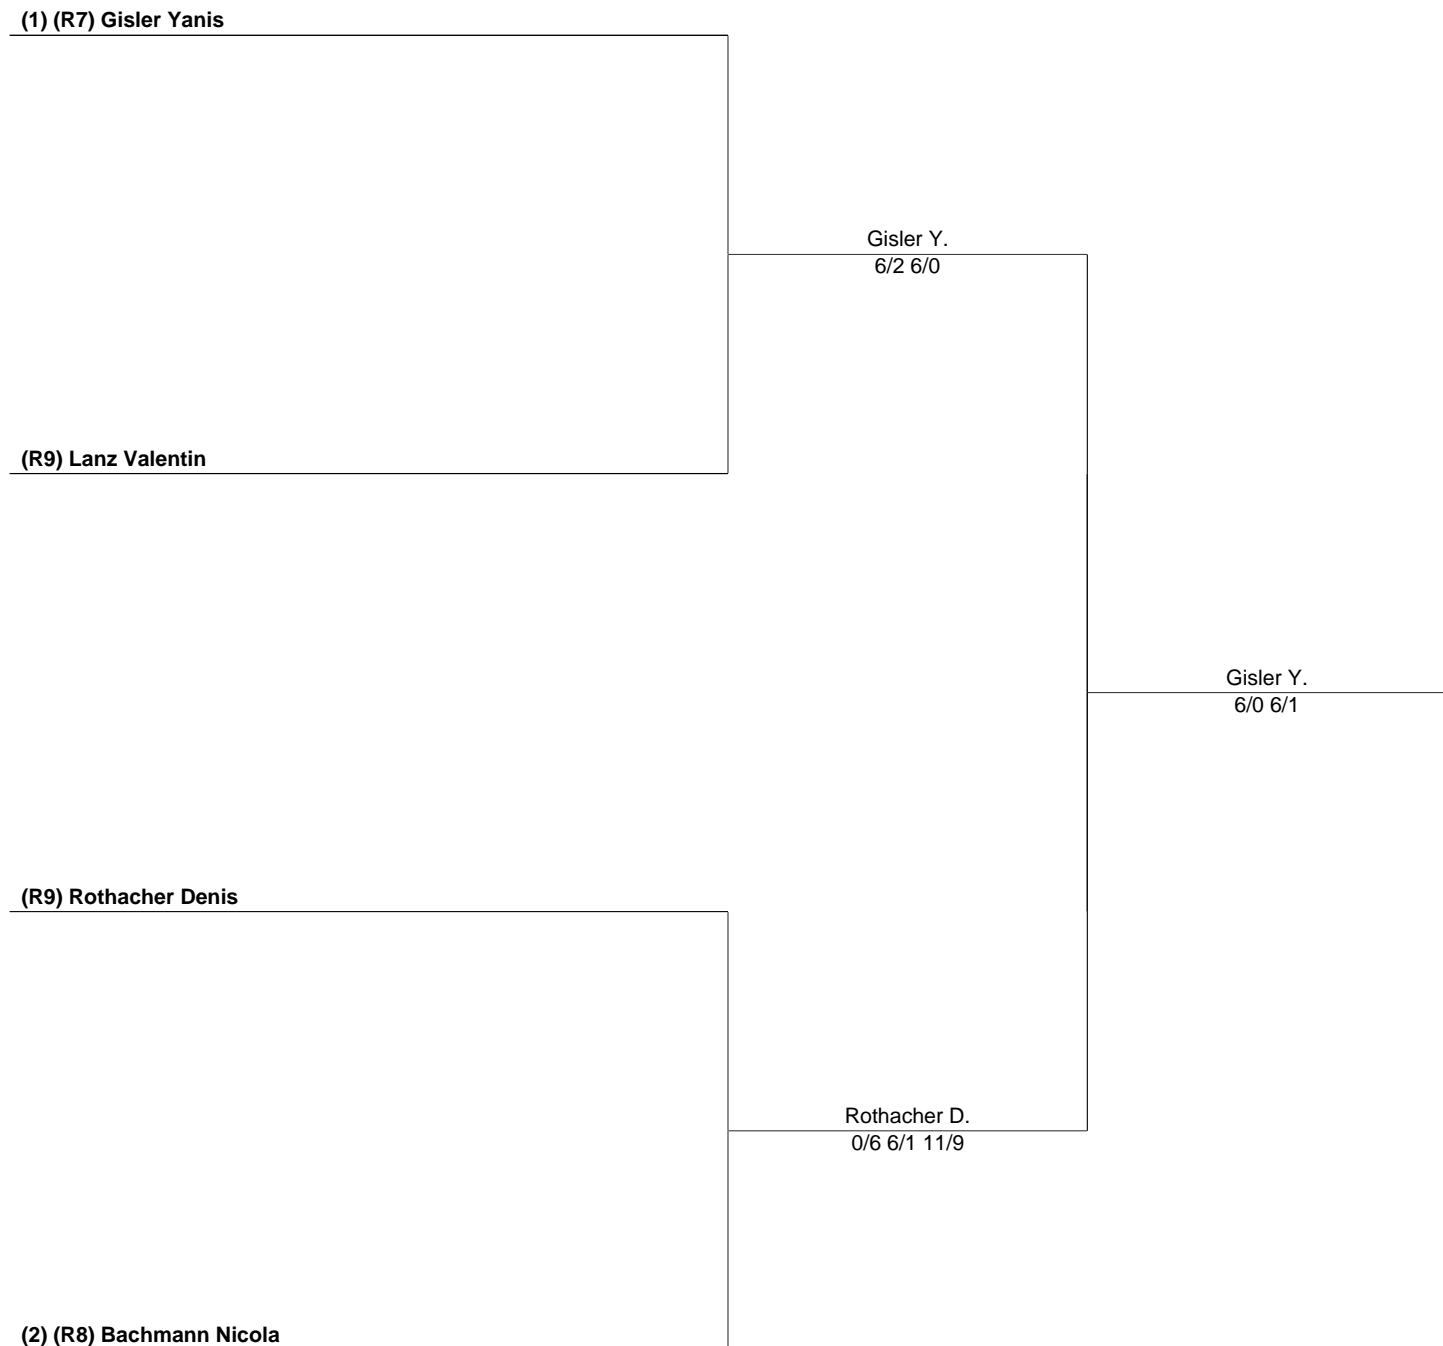 (1) (R7) Gisler Yanis
Gisler Y.
6/2 6/0
(R9) Lanz Valentin
Gisler Y.
6/0 6/1
(R9) Rothacher Denis
Rothacher D.
0/6 6/1 11/9
(2) (R8) Bachmann Nicola